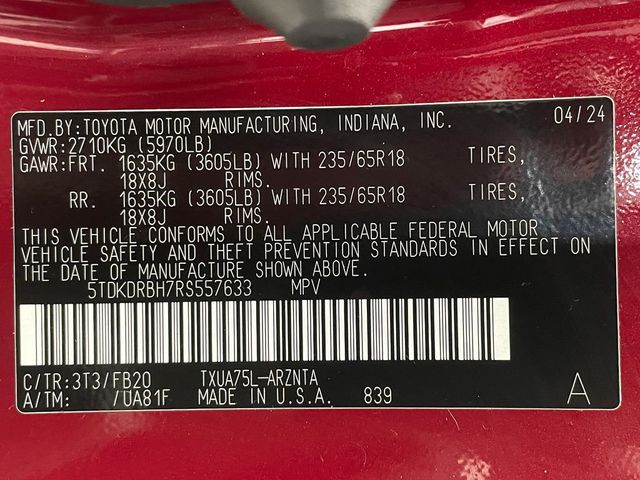 MFD.BY:TOYOTA MOTOR MANUFACTURING, INDIANA, INC. 04/24
GVWR:2710KG (5970LB)
GAWR:FRT. 1635KG (3605LB) WITH 235/65R18 TIRES,
18X8J RIMS.
RR. 1635KG (3605LB) WITH 235/65R18 TIRES,
18X8J RIMS.
THIS VEHICLE CONFORMS TO ALL APPLICABLE FEDERAL MOTOR
VEHICLE SAFETY AND THEFT PREVENTION STANDARDS IN EFFECT ON
THE DATE OF MANUFACTURE SHOWN ABOVE.
5TDKDRBH7RS557633 MPV
C/TR:3T3/FB20 TXUA75L-ARZNTA
A/TM: /UA81F MADE IN U.S.A. 839 A